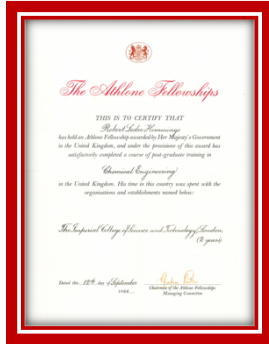 The Athlone Fellowships
THIS IS TO CERTIFY THAT
Robert Hemmings
has held an Athlone Fellowship awarded by Her Majesty's Government
in the United Kingdom, and under the provisions of this award has
satisfactorily completed a course of post-graduate training in
Chemical Engineering
in the United Kingdom. His time in this country was spent with the
organisations and establishments named below:
The Imperial College of Science and Technology, London,
(2 years)
Dated this 12th day of September
Chairman of the Athlone Fellowships
Managing Committee